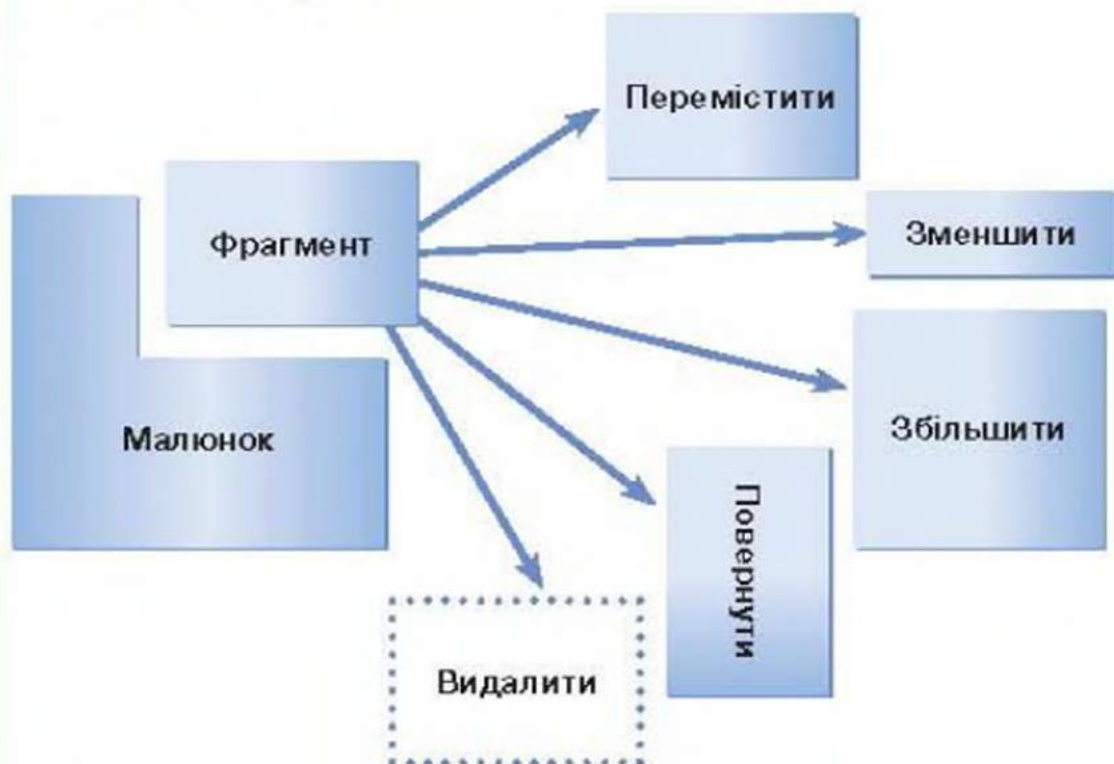 Перемістити
Фрагмент
Зменшити
Малюнок
Збільшити
Повернути
Видалити